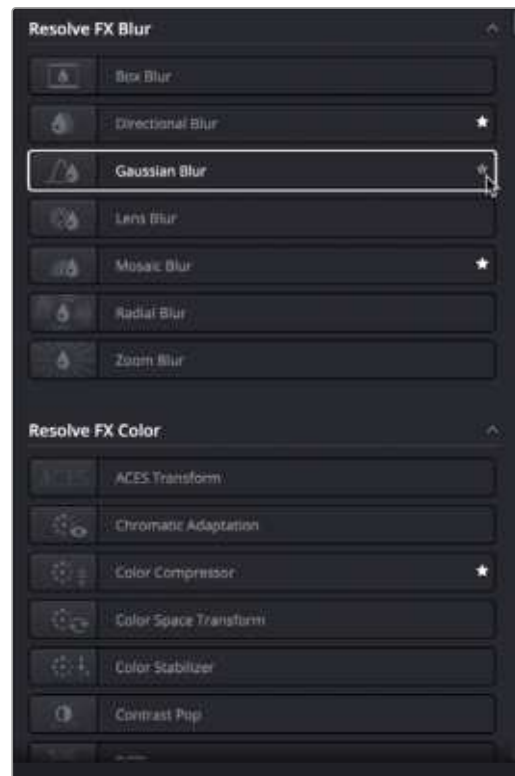 Resolve FX Blur
Box Blur
Directional Blur
Gaussian Blur
Lens Blur
Mosaic Blur
Radial Blur
Zoom Blur
Resolve FX Color
ACES Transform
Chromatic Adaptation
Color Compressor
Color Space Transform
Color Stabilizer
Contrast Pop